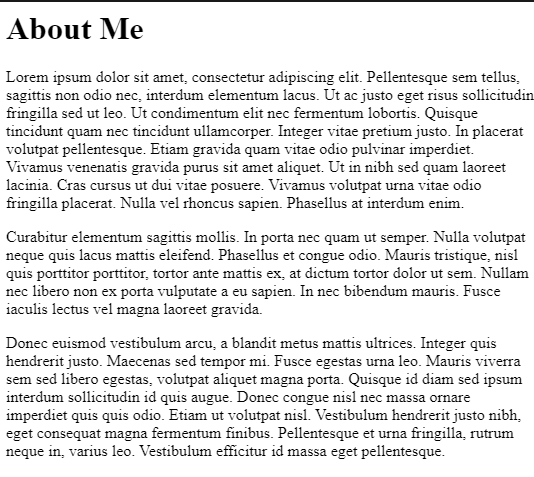 About Me
Lorem ipsum dolor sit amet, consectetur adipiscing elit. Pellentesque sem tellus,
sagittis non odio nec, interdum elementum lacus. Ut ac justo eget risus sollicitudin
fringilla sed ut leo. Ut condimentum elit nec fermentum lobortis. Quisque
tincidunt quam nec tincidunt ullamcorper. Integer vitae pretium justo. In placerat
volutpat pellentesque. Etiam gravida quam vitae odio pulvinar imperdiet.
Vivamus venenatis gravida purus sit amet aliquet. Ut in nibh sed quam laoreet
lacinia. Cras cursus ut dui vitae posuere. Vivamus volutpat urna vitae odio
fringilla placerat. Nulla vel rhoncus sapien. Phasellus at interdum enim.
Curabitur elementum sagittis mollis. In porta nec quam ut semper. Nulla volutpat
neque quis lacus mattis eleifend. Phasellus et congue odio. Mauris tristique, nisl
quis porttitor porttitor, tortor ante mattis ex, at dictum tortor dolor ut sem. Nullam
nec libero non ex porta vulputate a eu sapien. In nec bibendum mauris. Fusce
iaculis lectus vel magna laoreet gravida.
Donec euismod vestibulum arcu, a blandit metus mattis ultrices. Integer quis
hendrerit justo. Maecenas sed tempor mi. Fusce egestas urna leo. Mauris viverra
sem sed libero egestas, volutpat aliquet magna porta. Quisque id diam sed ipsum
interdum sollicitudin id quis augue. Donec congue nisl nec massa ornare
imperdiet quis quis odio. Etiam ut volutpat nisl. Vestibulum hendrerit justo nibh,
eget consequat magna fermentum finibus. Pellentesque et urna fringilla, rutrum
neque in, varius leo. Vestibulum efficitur id massa eget pellentesque.